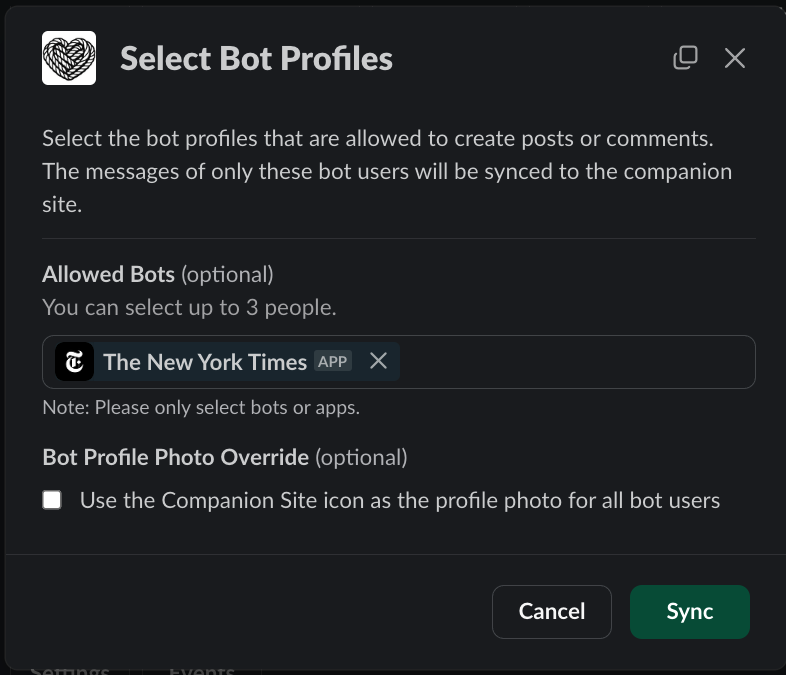 Select Bot Profiles
Select the bot profiles that are allowed to create posts or comments.
The messages of only these bot users will be synced to the companion
site.
Allowed Bots (optional)
You can select up to 3 people.
The New York Times APP
Note: Please only select bots or apps.
Bot Profile Photo Override (optional)
Use the Companion Site icon as the profile photo for all bot users
Cancel Sync
Settings Events